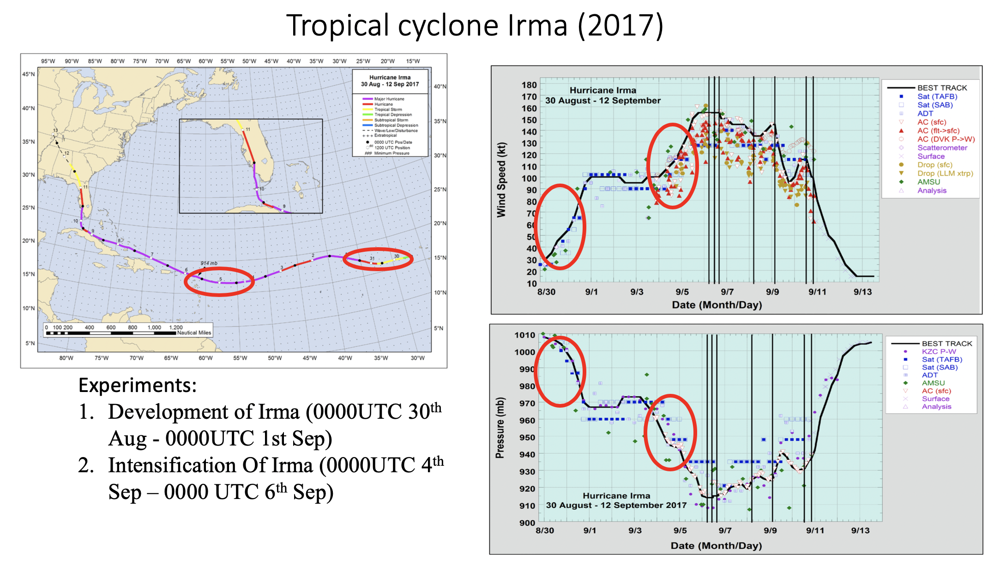 Tropical cyclone Irma (2017)
95°W 90°W 85°W 80°W 75°W 70°W 65°W 60°W 55°W 50°W 45°W 40°W 35°W 30°W 25°W 20°W 15°W
45°N
40°N
35°N
30°N
25°N
20°N
15°N
10°N
5°N
40°N
35°N
30°N
25°N
20°N
15°N
10°N
5°N
80°W 75°W 70°W 65°W 60°W 55°W 50°W 45°W 40°W 35°W 30°W
Hurricane Irma
30 Aug - 12 Sep 2017
Major Hurricane
Hurricane
Tropical Storm
Tropical Depression
Subtropical Storm
Subtropical Depression
Wave/Low/Disturbance
Extratropical
0000 UTC Pos/Date
dd 1200 UTC Position
PPP Minimum Pressure
11
10
9
13
12
11
10
9
8
7
6
914 mb
5
4
3
2
31
30
0 100 200 400 600 800 1,000 1,200
Nautical Miles
Experiments:
1. Development of Irma (0000UTC 30th
Aug - 0000UTC 1st Sep)
2. Intensification Of Irma (0000UTC 4th
Sep – 0000 UTC 6th Sep)
Hurricane Irma
30 August - 12 September
Wind Speed (kt)
180
170
160
150
140
130
120
110
100
90
80
70
60
50
40
30
20
10
8/30 9/1 9/3 9/5 9/7 9/9 9/11 9/13
Date (Month/Day)
BEST TRACK
Sat (TAFB)
Sat (SAB)
ADT
AC (sfc)
AC (flt->sfc)
AC (DVK P->W)
Scatterometer
Surface
Drop (sfc)
Drop (LLM xtrp)
AMSU
Analysis
Pressure (mb)
1010
1000
990
980
970
960
950
940
930
920
910
900
Hurricane Irma
30 August - 12 September 2017
8/30 9/1 9/3 9/5 9/7 9/9 9/11 9/13
Date (Month/Day)
BEST TRACK
KZC P-W
Sat (TAFB)
Sat (SAB)
ADT
AMSU
AC (sfc)
Surface
Analysis